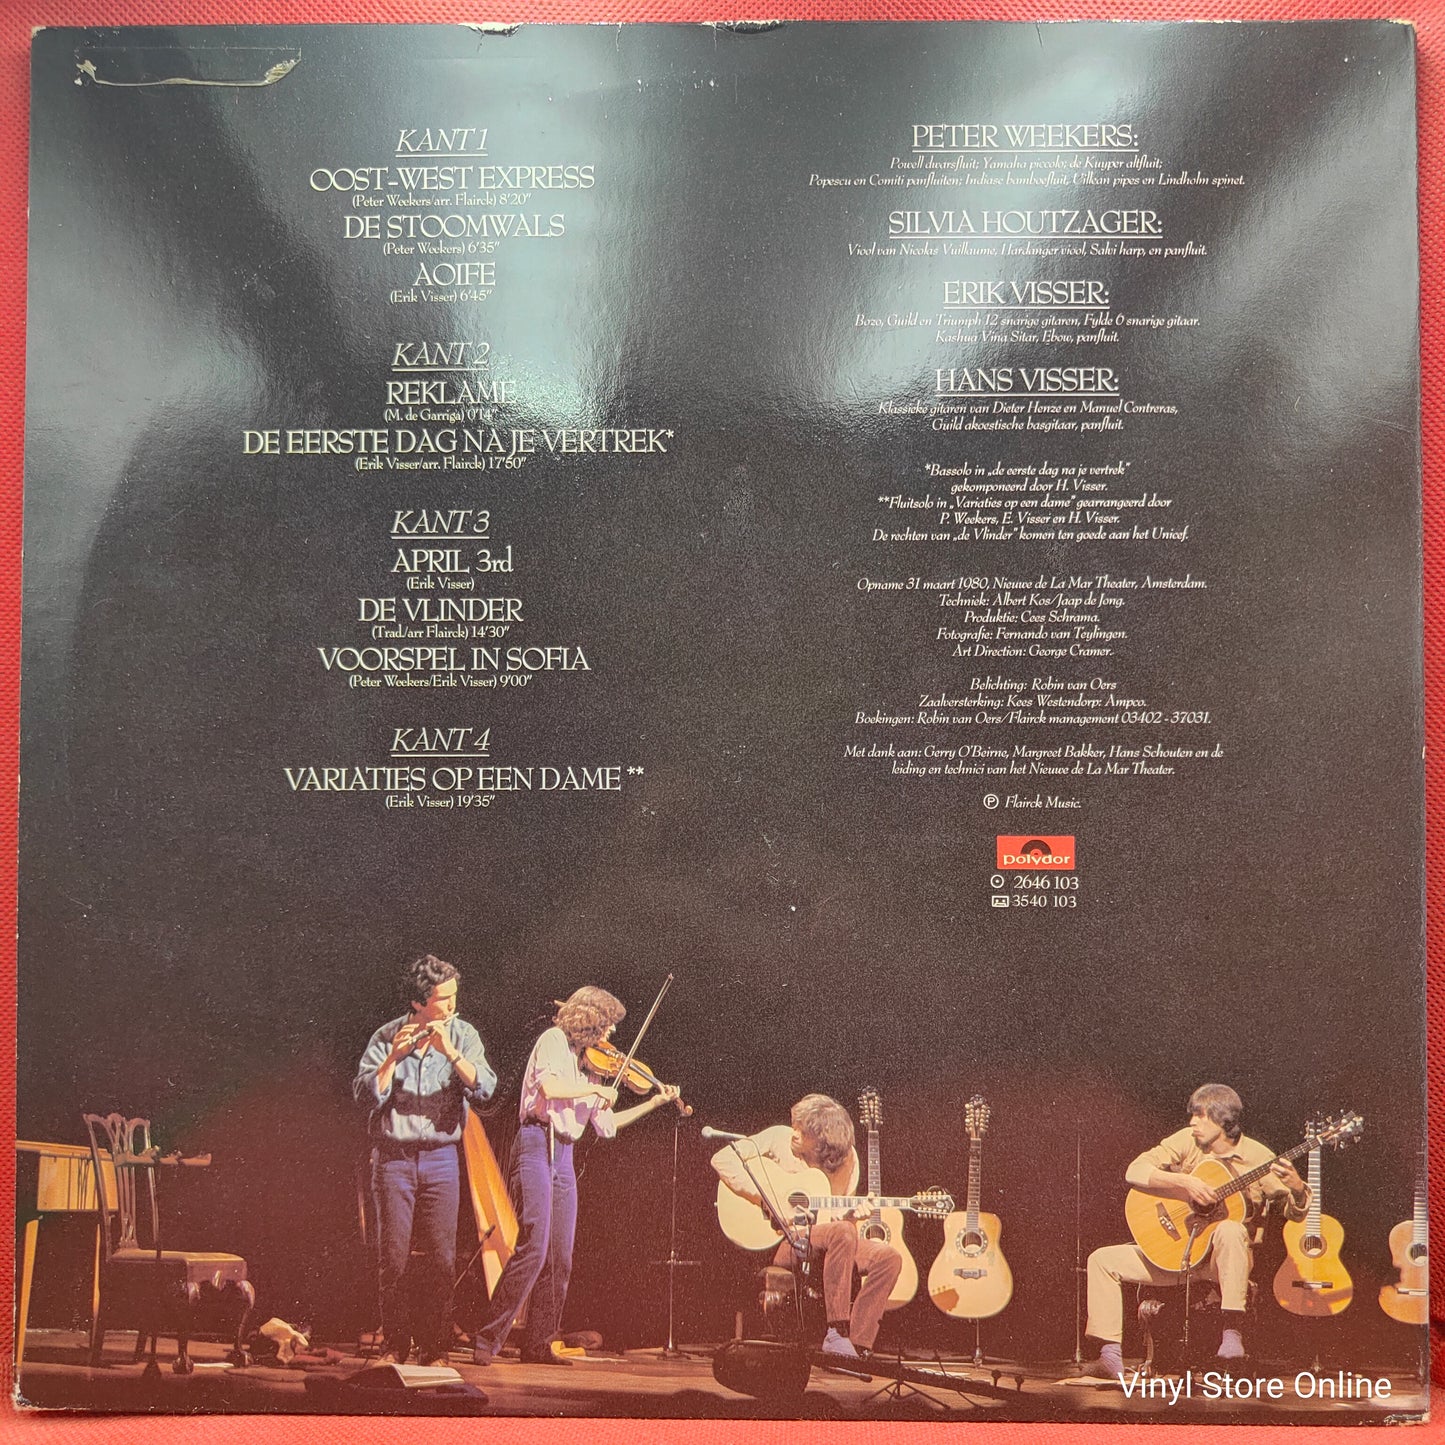 KANT 1
OOST-WEST EXPRESS
(Peter Weekers/arr. Flairck) 8'20"
DE STOOMWALS
(Peter Weekers) 6'35"
AOIFE
(Erik Visser) 6'45"
KANT 2
REKLAME
(M. de Garriga) 0'14"
DE EERSTE DAG NA JE VERTREK*
(Erik Visser/arr. Flairck) 17'50"
KANT 3
APRIL 3rd
(Erik Visser)
DE VLINDER
(Trad./arr Flairck) 14'30"
VOORSPEL IN SOFIA
(Peter Weekers/Erik Visser) 9'00"
KANT 4
VARIATIES OP EEN DAME**
(Erik Visser) 19'35"
PETER WEEKERS:
Powell dwarsfluit; Yamaha piccolo; de Kuyper altfluit;
Popescu en Comiti panfluiten; Indiase bamboefluit, Uillean pipes en Lindholm spinet.
SILVIA HOUTZAGER:
Viool van Nicolas Vuillaume, Hardanger viool, Salvi harp, en panfluit.
ERIK VISSER:
Bozo, Guild en Triumph 12 snarige gitaren, Fylde 6 snarige gitaar.
Kashua Vina Sitar, Ebow, panfluit.
HANS VISSER:
Klassieke gitaren van Dieter Henze en Manuel Contreras,
Guild akoestische basgitaar, panfluit.
*Bassolo in „de eerste dag na je vertrek"
gekomponeerd door H. Visser.
**Fluitsolo in „Variaties op een dame" gearrangeerd door
P. Weekers, E. Visser en H. Visser.
De rechten van „de Vlinder" komen ten goede aan het Unicef.
Opname 31 maart 1980, Nieuwe de La Mar Theater, Amsterdam.
Techniek: Albert Kos/Jaap de Jong.
Produktie: Cees Schrama.
Fotografie: Fernando van Teylingen.
Art Direction: George Cramer.
Belichting: Robin van Oers
Zaalversterking: Kees Westendorp: Ampco.
Boekingen: Robin van Oers/Flairck management 03402 - 37031.
Met dank aan: Gerry O'Beirne, Margreet Bakker, Hans Schouten en de
leiding en technici van het Nieuwe de La Mar Theater.
℗ Flairck Music.
polydor
2646 103
3540 103
Vinyl Store Online